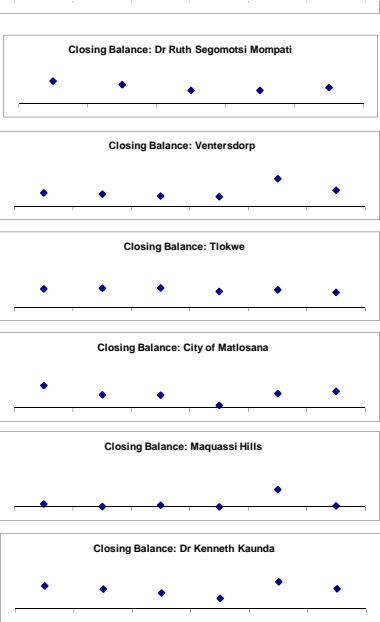 Closing Balance: Dr Ruth Segomotsi Mompati
Closing Balance: Ventersdorp
Closing Balance: Tlokwe
Closing Balance: City of Matlosana
Closing Balance: Maquassi Hills
Closing Balance: Dr Kenneth Kaunda